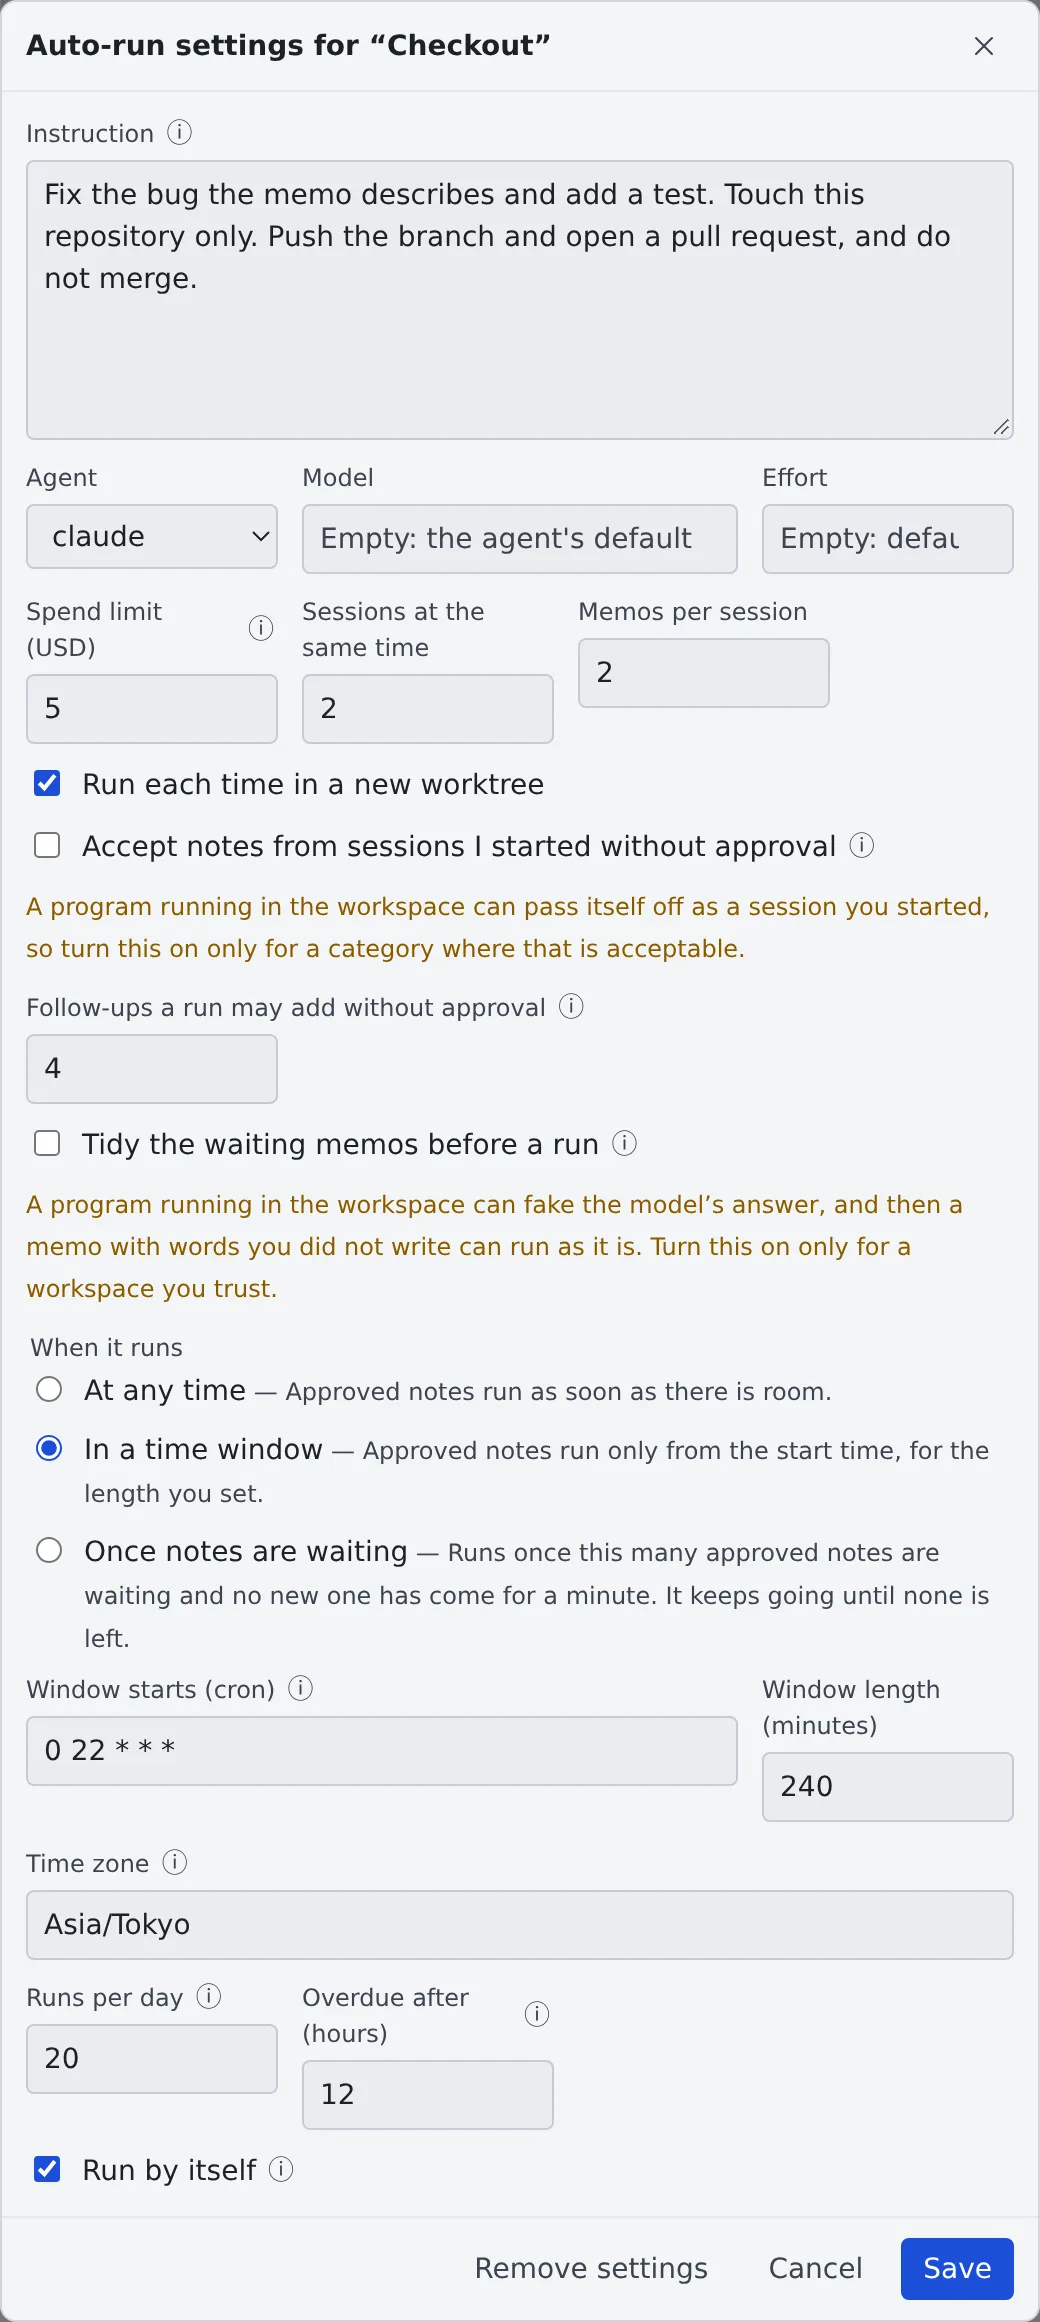 Auto-run settings for “Checkout”
Instruction
Fix the bug the memo describes and add a test. Touch this
repository only. Push the branch and open a pull request, and do
not merge.
Agent
Model
Effort
claude
Empty: the agent's default
Empty: defau
Spend limit
(USD)
Sessions at the
same time
Memos per session
5
2
2
Run each time in a new worktree
Accept notes from sessions I started without approval
A program running in the workspace can pass itself off as a session you started,
so turn this on only for a category where that is acceptable.
Follow-ups a run may add without approval
4
Tidy the waiting memos before a run
A program running in the workspace can fake the model’s answer, and then a
memo with words you did not write can run as it is. Turn this on only for a
workspace you trust.
When it runs
At any time — Approved notes run as soon as there is room.
In a time window — Approved notes run only from the start time, for the
length you set.
Once notes are waiting — Runs once this many approved notes are
waiting and no new one has come for a minute. It keeps going until none is
left.
Window starts (cron)
Window length
(minutes)
0 22 * * *
240
Time zone
Asia/Tokyo
Runs per day
Overdue after
(hours)
20
12
Run by itself
Remove settings
Cancel
Save